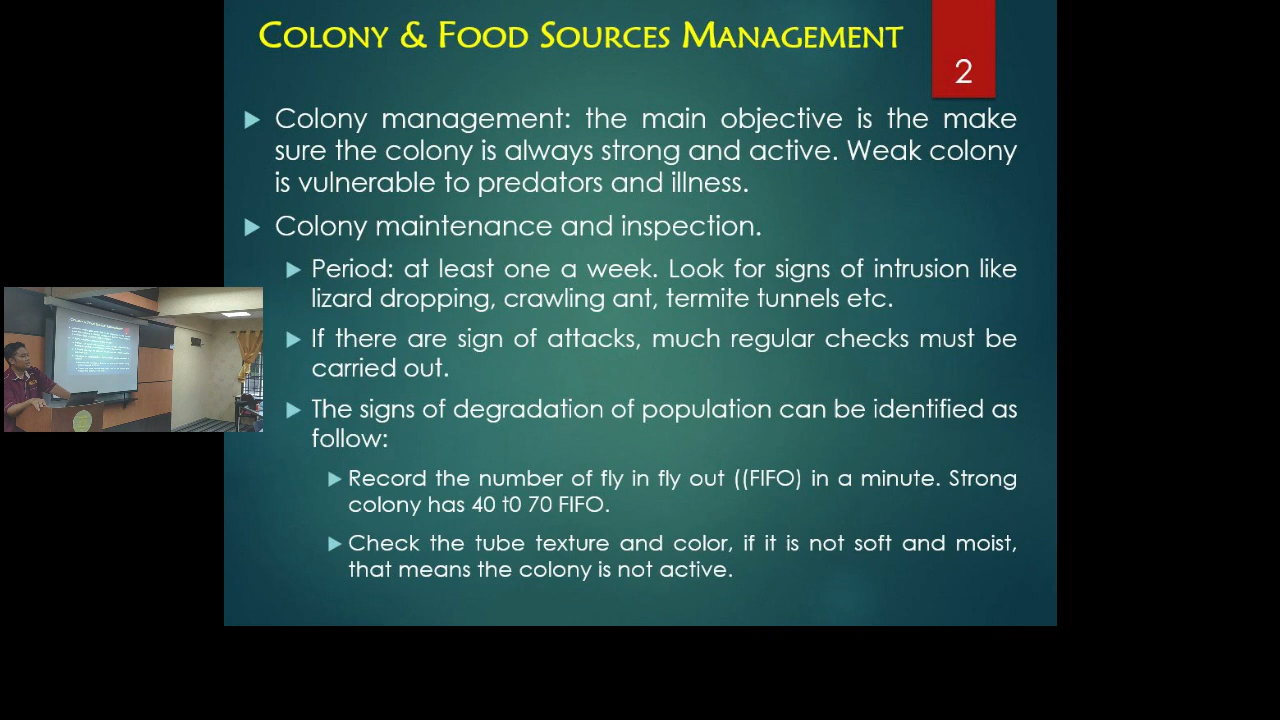 COLONY & FOOD SOURCES MANAGEMENT
2
Colony management: the main objective is the make
sure the colony is always strong and active. Weak colony
is vulnerable to predators and illness.
Colony maintenance and inspection.
Period: at least one a week. Look for signs of intrusion like
lizard dropping, crawling ant, termite tunnels etc.
If there are sign of attacks, much regular checks must be
carried out.
The signs of degradation of population can be identified as
follow:
Record the number of fly in fly out ((FIFO) in a minute. Strong
colony has 40 t0 70 FIFO.
Check the tube texture and color, if it is not soft and moist,
that means the colony is not active.